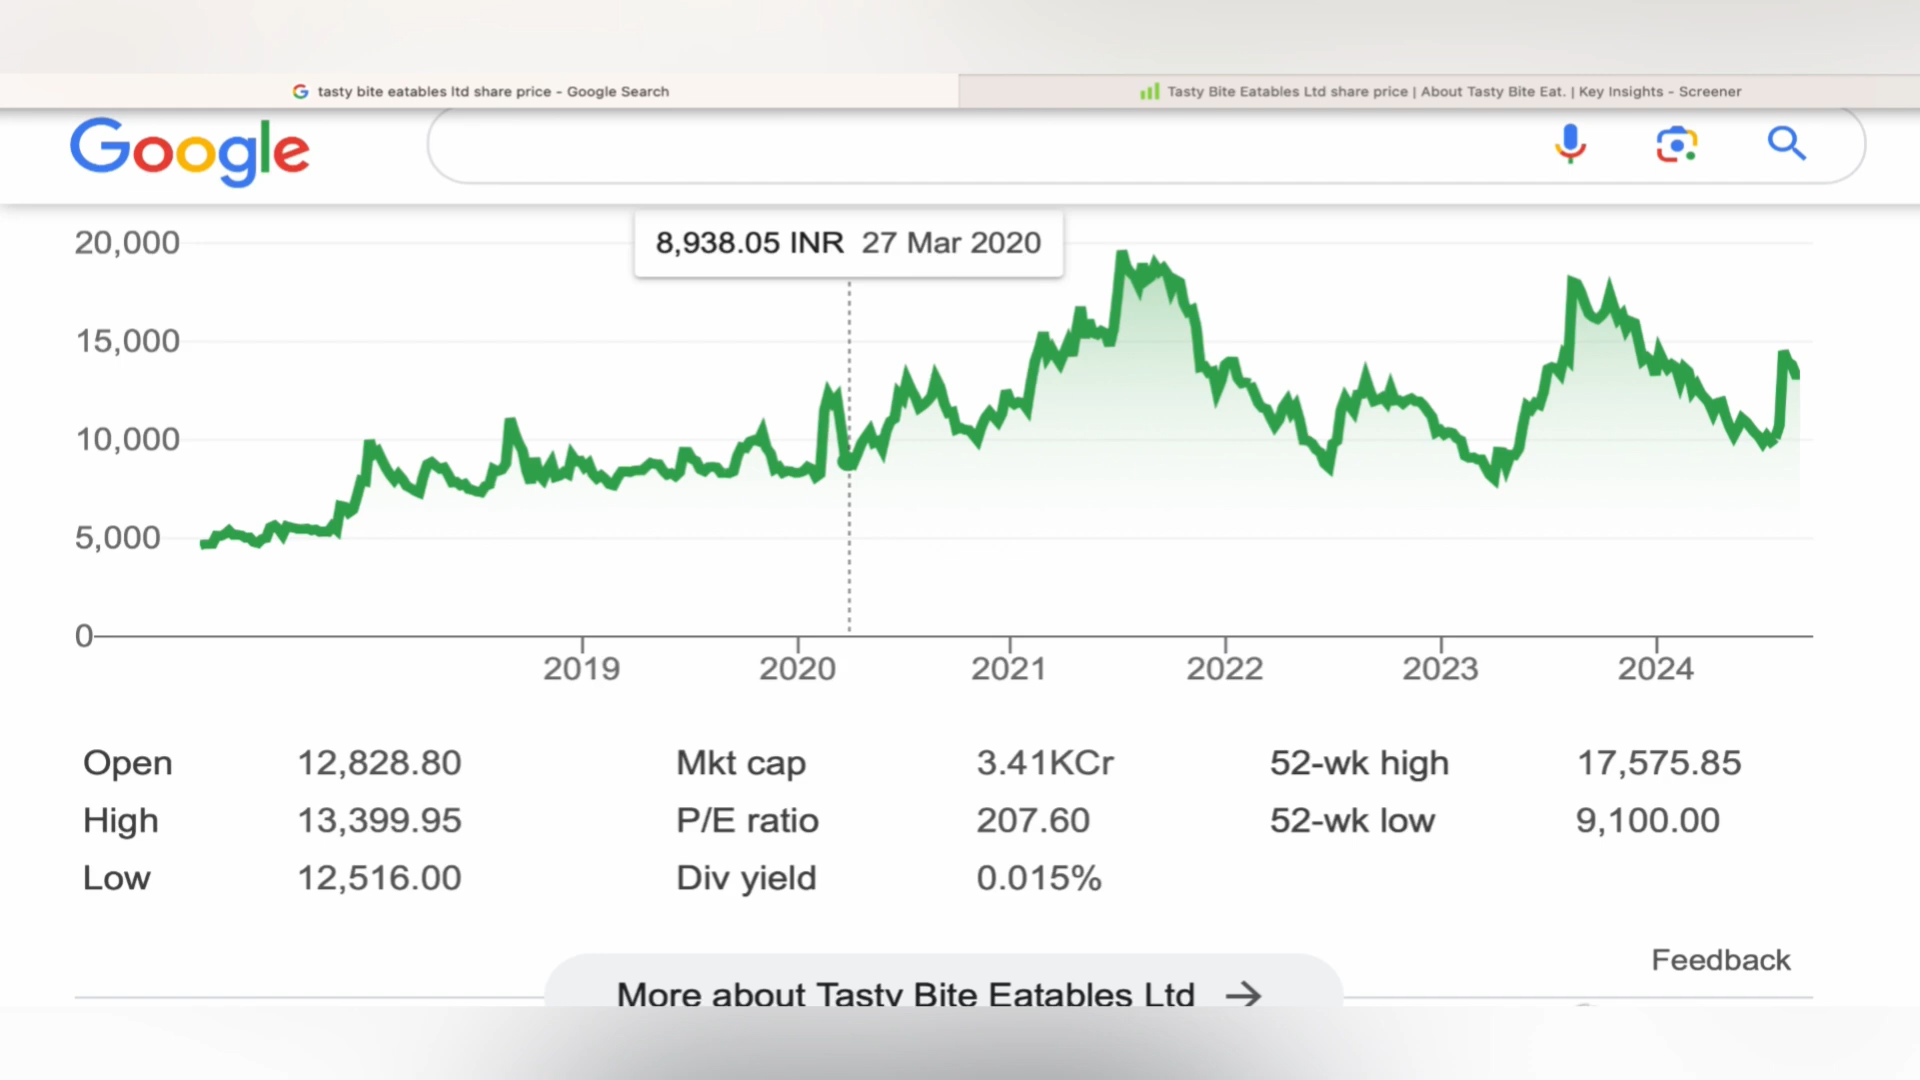 tasty bite eatables ltd share price - Google Search
Tasty Bite Eatables Ltd share price | About Tasty Bite Eat. | Key Insights - Screener
Google
8,938.05 INR 27 Mar 2020
20,000
15,000
10,000
5,000
0
2019 2020 2021 2022 2023 2024
Open 12,828.80 Mkt cap 3.41KCr 52-wk high 17,575.85
High 13,399.95 P/E ratio 207.60 52-wk low 9,100.00
Low 12,516.00 Div yield 0.015%
Feedback
More about Tasty Bite Eatables Ltd